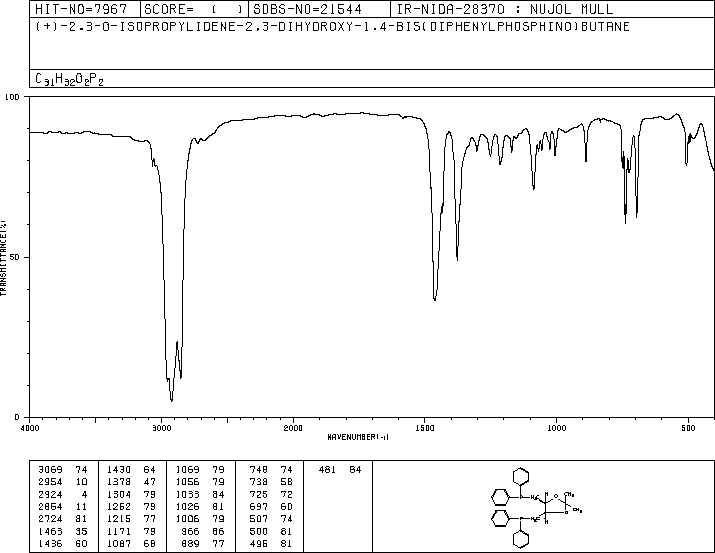 HIT-NO=7967 SCORE= ( ) SDBS-NO=21544 IR-NIDA-28370 : NUJOL MULL
(+)-2,3-O-ISOPROPYLIDENE-2,3-DIHYDROXY-1,4-BIS(DIPHENYLPHOSPHINO)BUTANE
C31H32O2P2
100
50
0
TRANSMITTANCE(%)
4000 3000 2000 1500 1000 500
WAVENUMBER(-1)
3069 74 1430 64 1069 79 748 74 481 84
2954 10 1378 47 1056 79 738 58
2924 4 1304 79 1033 84 725 72
2864 11 1252 79 1026 81 697 60
2724 81 1215 77 1006 79 507 74
1463 35 1171 79 966 86 500 81
1436 60 1087 68 889 77 496 81